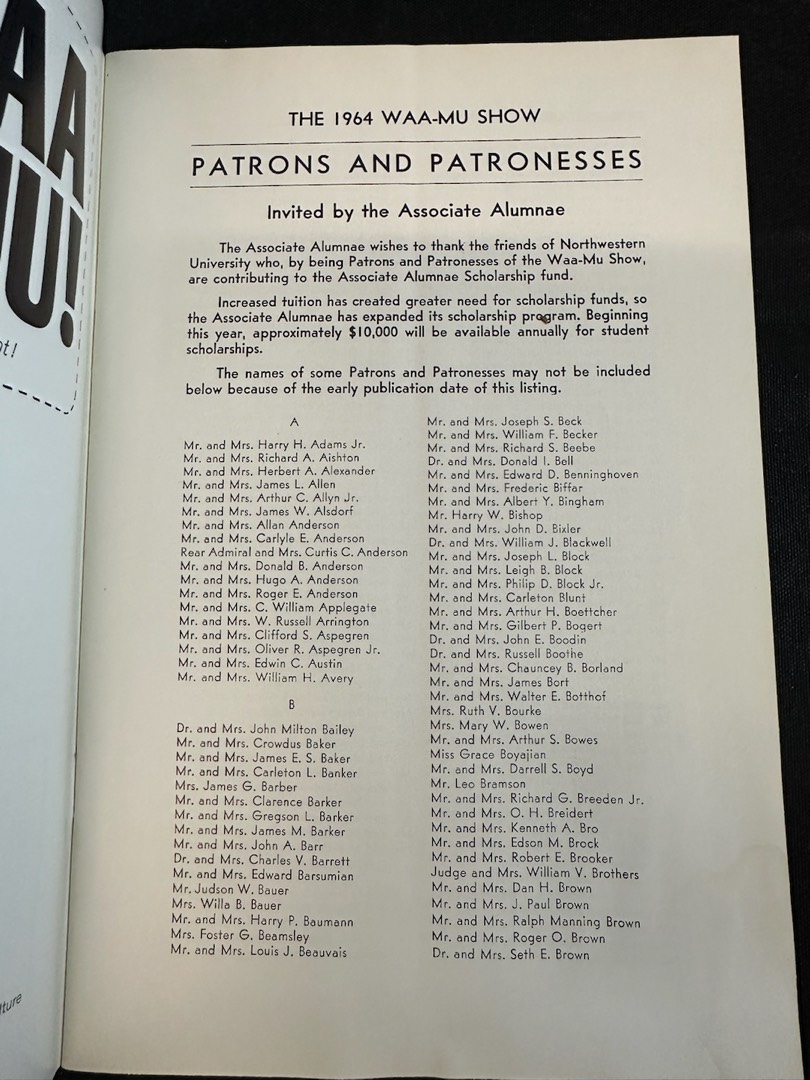 AA
U!
t!
lture
THE 1964 WAA-MU SHOW
PATRONS AND PATRONESSES
Invited by the Associate Alumnae
The Associate Alumnae wishes to thank the friends of Northwestern
University who, by being Patrons and Patronesses of the Waa-Mu Show,
are contributing to the Associate Alumnae Scholarship fund.
Increased tuition has created greater need for scholarship funds, so
the Associate Alumnae has expanded its scholarship program. Beginning
this year, approximately $10,000 will be available annually for student
scholarships.
The names of some Patrons and Patronesses may not be included
below because of the early publication date of this listing.
A
Mr. and Mrs. Harry H. Adams Jr.
Mr. and Mrs. Richard A. Aishton
Mr. and Mrs. Herbert A. Alexander
Mr. and Mrs. James L. Allen
Mr. and Mrs. Arthur C. Allyn Jr.
Mr. and Mrs. James W. Alsdorf
Mr. and Mrs. Allan Anderson
Mr. and Mrs. Carlyle E. Anderson
Rear Admiral and Mrs. Curtis C. Anderson
Mr. and Mrs. Donald B. Anderson
Mr. and Mrs. Hugo A. Anderson
Mr. and Mrs. Roger E. Anderson
Mr. and Mrs. C. William Applegate
Mr. and Mrs. W. Russell Arrington
Mr. and Mrs. Clifford S. Aspegren
Mr. and Mrs. Oliver R. Aspegren Jr.
Mr. and Mrs. Edwin C. Austin
Mr. and Mrs. William H. Avery
B
Dr. and Mrs. John Milton Bailey
Mr. and Mrs. Crowdus Baker
Mr. and Mrs. James E. S. Baker
Mr. and Mrs. Carleton L. Banker
Mrs. James G. Barber
Mr. and Mrs. Clarence Barker
Mr. and Mrs. Gregson L. Barker
Mr. and Mrs. James M. Barker
Mr. and Mrs. John A. Barr
Dr. and Mrs. Charles V. Barrett
Mr. and Mrs. Edward Barsumian
Mr. Judson W. Bauer
Mrs. Willa B. Bauer
Mr. and Mrs. Harry P. Baumann
Mrs. Foster G. Beamsley
Mr. and Mrs. Louis J. Beauvais
Mr. and Mrs. Joseph S. Beck
Mr. and Mrs. William F. Becker
Mr. and Mrs. Richard S. Beebe
Dr. and Mrs. Donald I. Bell
Mr. and Mrs. Edward D. Benninghoven
Mr. and Mrs. Frederic Biffar
Mr. and Mrs. Albert Y. Bingham
Mr. Harry W. Bishop
Mr. and Mrs. John D. Bixler
Dr. and Mrs. William J. Blackwell
Mr. and Mrs. Joseph L. Block
Mr. and Mrs. Leigh B. Block
Mr. and Mrs. Philip D. Block Jr.
Mr. and Mrs. Carleton Blunt
Mr. and Mrs. Arthur H. Boettcher
Mr. and Mrs. Gilbert P. Bogert
Dr. and Mrs. John E. Boodin
Dr. and Mrs. Russell Boothe
Mr. and Mrs. Chauncey B. Borland
Mr. and Mrs. James Bort
Mr. and Mrs. Walter E. Botthof
Mrs. Ruth V. Bourke
Mrs. Mary W. Bowen
Mr. and Mrs. Arthur S. Bowes
Miss Grace Boyajian
Mr. and Mrs. Darrell S. Boyd
Mr. Leo Bramson
Mr. and Mrs. Richard G. Breeden Jr.
Mr. and Mrs. O. H. Breidert
Mr. and Mrs. Kenneth A. Bro
Mr. and Mrs. Edson M. Brock
Mr. and Mrs. Robert E. Brooker
Judge and Mrs. William V. Brothers
Mr. and Mrs. Dan H. Brown
Mr. and Mrs. J. Paul Brown
Mr. and Mrs. Ralph Manning Brown
Mr. and Mrs. Roger O. Brown
Dr. and Mrs. Seth E. Brown